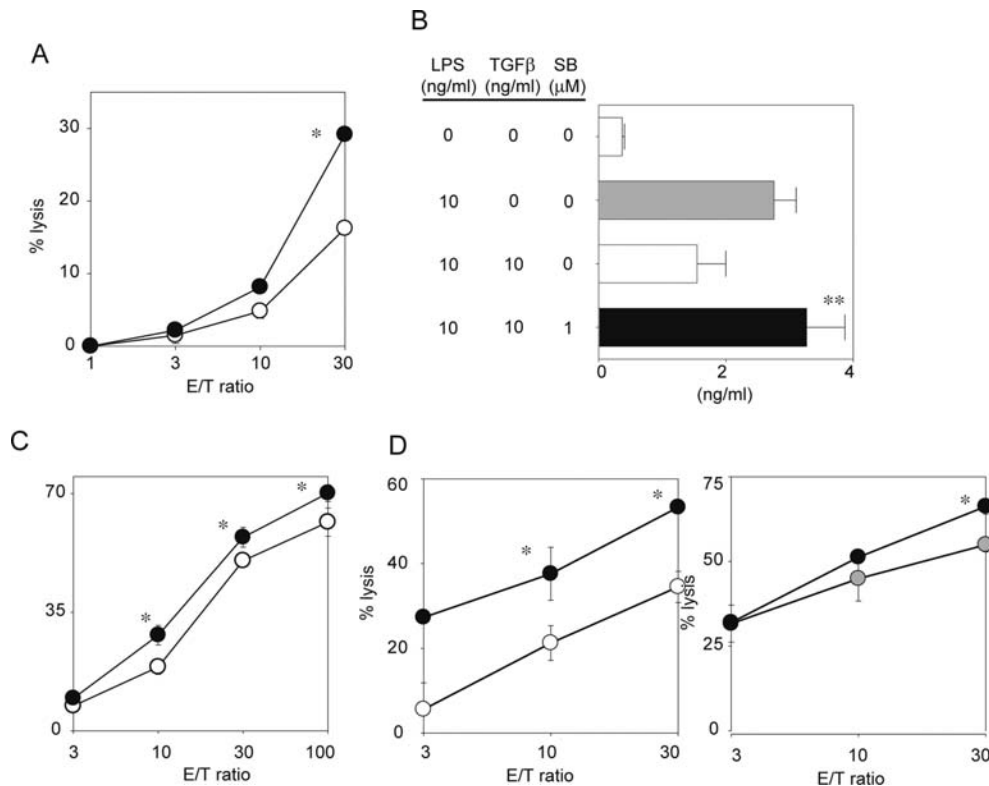 A
% lysis
30
20
10
0
*
1 3 10 30
E/T ratio
B
LPS TGFβ SB
(ng/ml) (ng/ml) (μM)
0 0 0
10 0 0
10 10 0
10 10 1
**
0 2 4
(ng/ml)
C
70
35
0
* * *
3 10 30 100
E/T ratio
D
% lysis
60
40
20
0
* *
3 10 30
E/T ratio
% lysis
75
50
25
0
*
3 10 30
E/T ratio